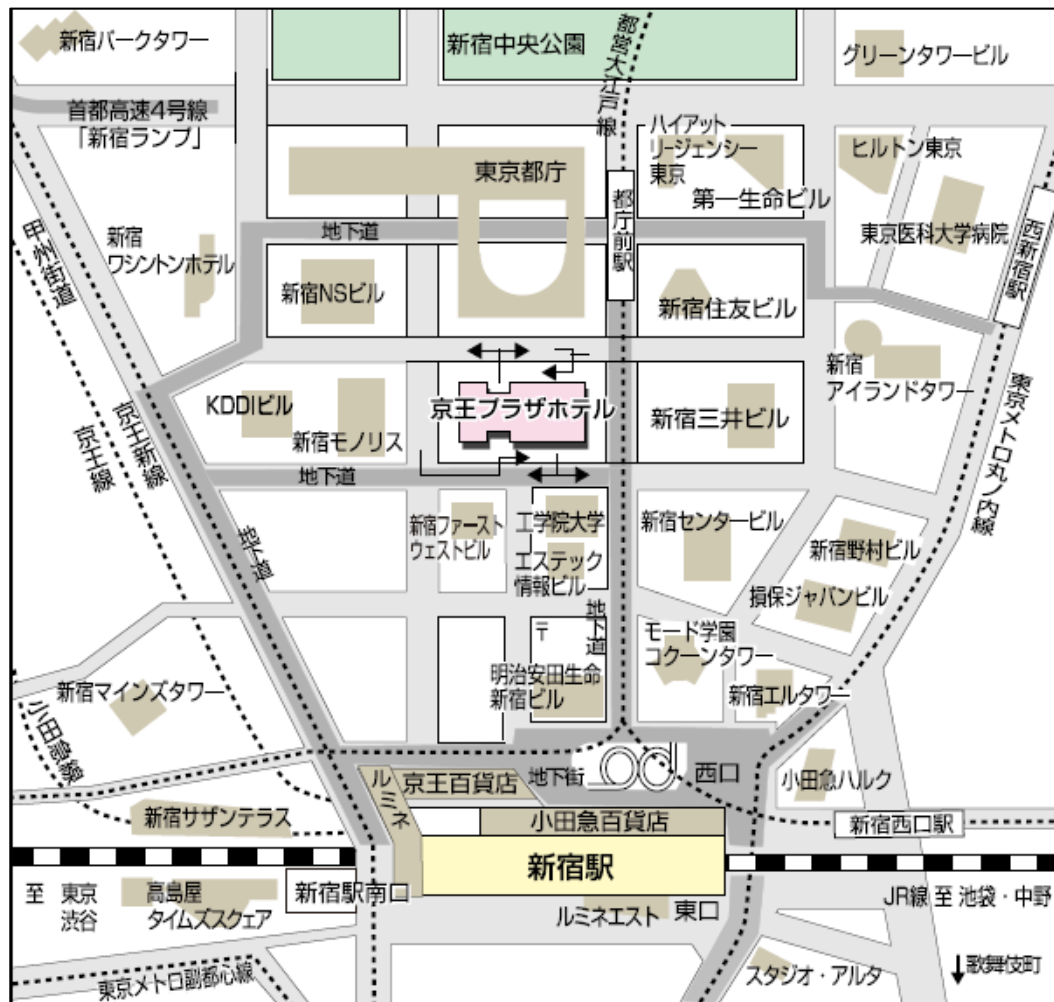 新宿パークタワー
新宿中央公園
都営大江戸線
グリーンタワービル
首都高速4号線
「新宿ランプ」
ハイアット
リージェンシー
東京
ヒルトン東京
東京都庁
第一生命ビル
都庁前駅
東京医科大学病院
西新宿駅
甲州街道
新宿
ワシントンホテル
地下道
新宿NSビル
新宿住友ビル
新宿
アイランドタワー
東京メトロ丸ノ内線
KDDIビル
新宿モノリス
京王プラザホテル
新宿三井ビル
京王新線
京王線
地下道
地下道
新宿ファースト
ウェストビル
工学院大学
エステック
情報ビル
新宿センタービル
新宿野村ビル
損保ジャパンビル
地下道
〒
明治安田生命
新宿ビル
モード学園
コクーンタワー
新宿エルタワー
新宿マインズタワー
小田急線
ルミネ
京王百貨店
地下街
西口
小田急ハルク
新宿サザンテラス
小田急百貨店
新宿西口駅
新宿駅
至 東京
渋谷
高島屋
タイムズスクェア
新宿駅南口
ルミネエスト
東口
JR線 至 池袋・中野
東京メトロ副都心線
スタジオ・アルタ
↓歌舞伎町